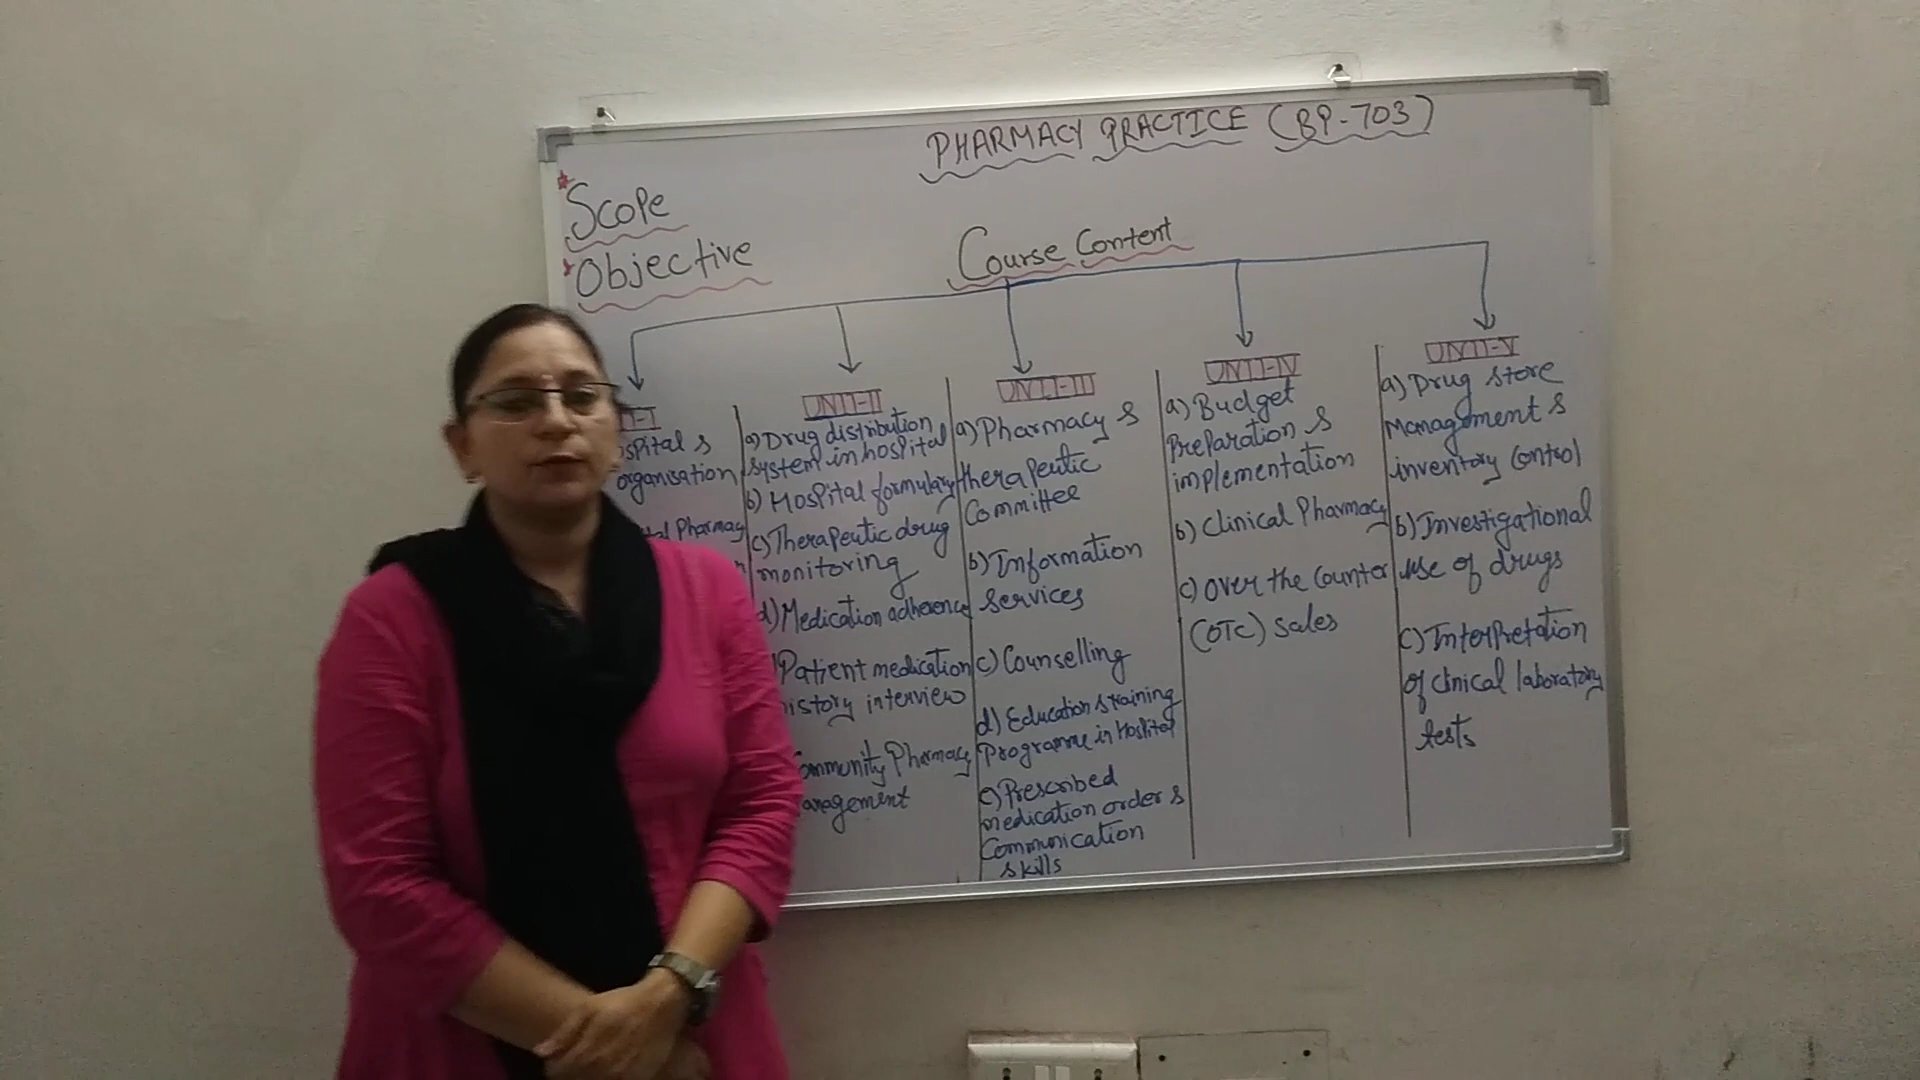 PHARMACY PRACTICE (BP-703)
Scope
Objective
Course Content
organisation
UNIT-II
a) Drug distribution
system in hospital
b) Hospital formulary
c) Therapeutic drug
monitoring
d) Medication adherence
Patient medication
interview
Pharmacy
UNIT-III
a) Pharmacy &
therapeutic
Committee
b) Information
services
c) Counselling
d) Education & training
Programme in Hospital
e) Prescribed
medication order &
Communication
skills
UNIT-IV
a) Budget
Preparation &
implementation
b) Clinical Pharmacy
c) Over the Counter
(OTC) sales
UNIT-V
a) Drug store
Management &
inventory control
b) Investigational
use of drugs
c) Interpretation
of clinical laboratory
tests